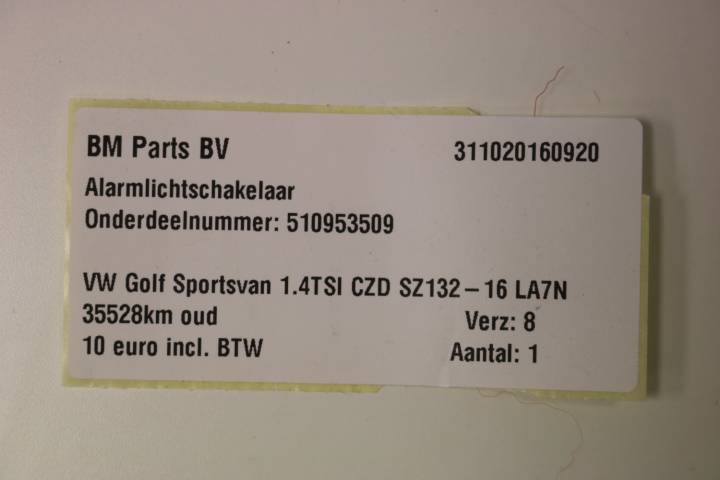 BM Parts BV 311020160920
Alarmlichtschakelaar
Onderdeelnummer: 510953509
VW Golf Sportsvan 1.4TSI CZD SZ132-16 LA7N
35528km oud Verz: 8
10 euro incl. BTW Aantal: 1